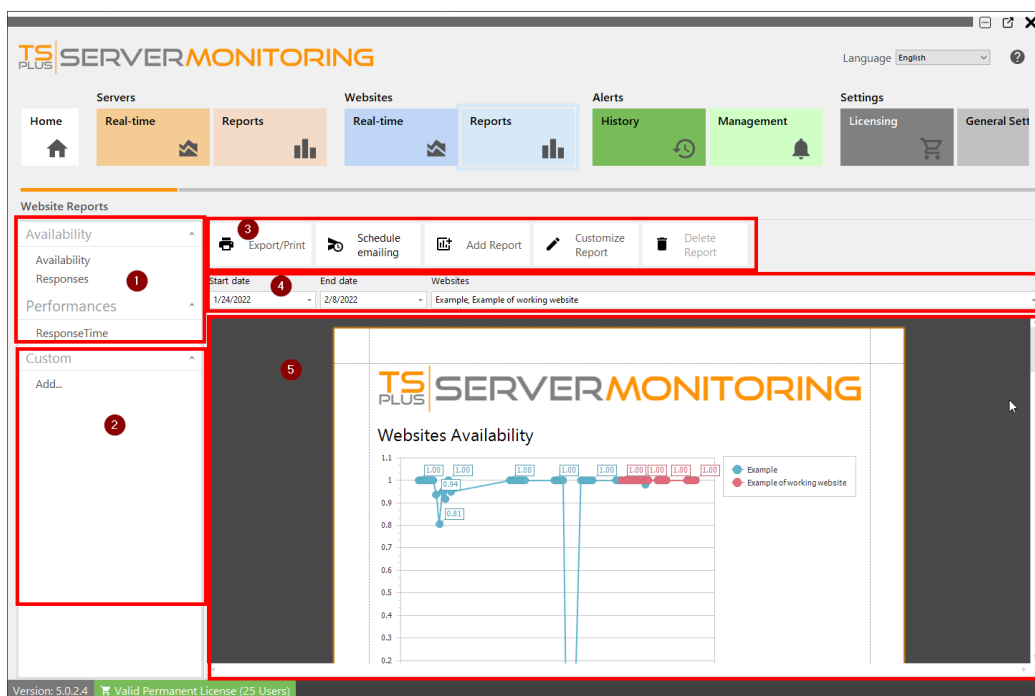 TS PLUS SERVERMONITORING
Language English
Servers
Websites
Alerts
Settings
Home
Real-time
Reports
Real-time
Reports
History
Management
Licensing
General Sett
Website Reports
Availability
Availability
Responses
1
Performances
ResponseTime
Custom
Add...
2
3
Export/Print
Schedule
emailing
Add Report
Customize
Report
Delete
Report
Start date
4
End date
Websites
1/24/2022
2/8/2022
Example, Example of working website
5
TS PLUS SERVERMONITORING
Websites Availability
1.1
1
0.9
0.8
0.7
0.6
0.5
0.4
0.3
0.2
1.00
1.00
0.94
0.81
1.00
1.00
1.00
1.00
1.00
1.00
1.00
Example
Example of working website
Version: 5.0.2.4
Valid Permanent License (25 Users)